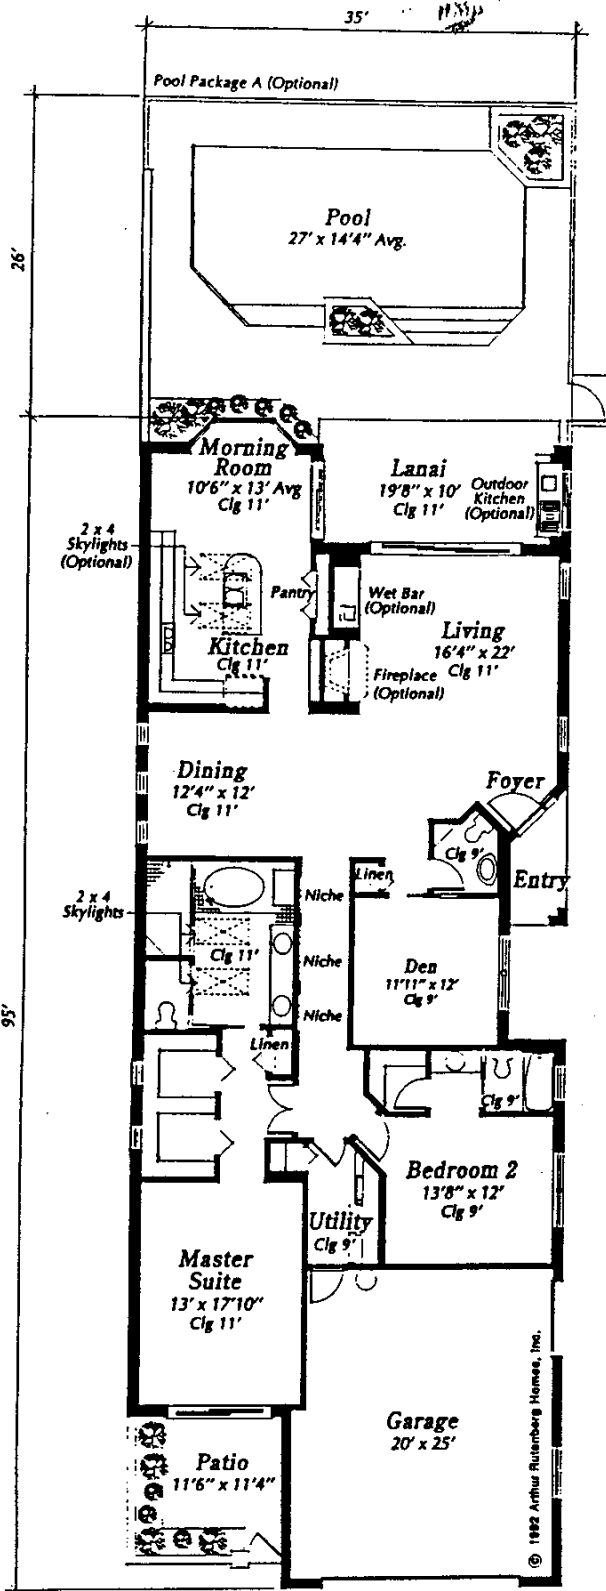 35'
Pool Package A (Optional)
26'
Pool
27' x 14'4" Avg.
Morning
Room
10'6" x 13' Avg
Clg 11'
Lanai
19'8" x 10'
Clg 11'
Outdoor
Kitchen
(Optional)
2 x 4
Skylights
(Optional)
Pantry
Wet Bar
(Optional)
Kitchen
Clg 11'
Living
16'4" x 22'
Clg 11'
Fireplace
(Optional)
Dining
12'4" x 12'
Clg 11'
Foyer
Clg 9'
Linen
Entry
2 x 4
Skylights
Niche
Clg 11'
Niche
Den
11'11" x 12'
Clg 9'
95'
Niche
Linen
Clg 9'
Bedroom 2
13'8" x 12'
Clg 9'
Utility
Clg 9'
Master
Suite
13' x 17'10"
Clg 11'
Garage
20' x 25'
Patio
11'6" x 11'4"
© 1992 Arthur Rutenberg Homes, Inc.